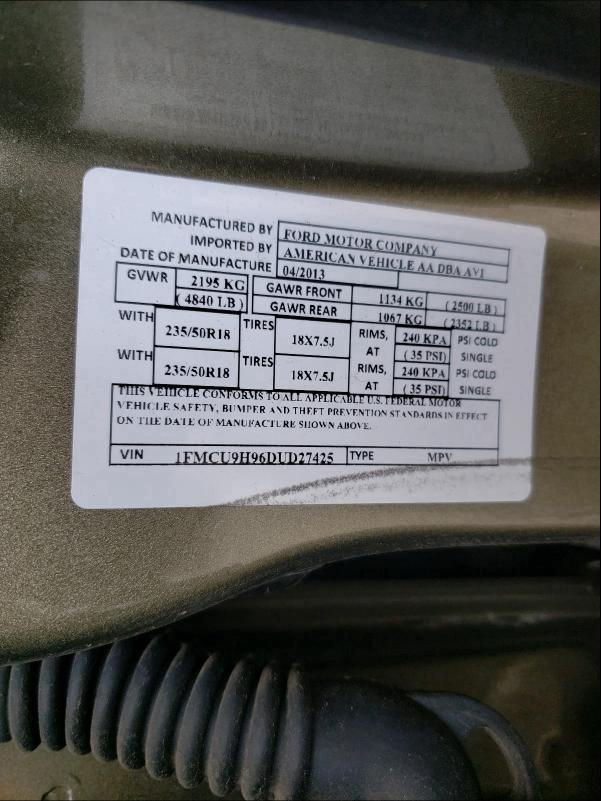 MANUFACTURED BY FORD MOTOR COMPANY
IMPORTED BY AMERICAN VEHICLE AA DBA AVI
DATE OF MANUFACTURE 04/2013
GVWR 2195 KG GAWR FRONT 1134 KG ( 2500 LB )
( 4840 LB ) GAWR REAR 1067 KG ( 2352 LB )
WITH 235/50R18 TIRES 18X7.5J RIMS, 240 KPA PSI COLD
AT ( 35 PSI) SINGLE
WITH 235/50R18 TIRES 18X7.5J RIMS, 240 KPA PSI COLD
AT ( 35 PSI) SINGLE
THIS VEHICLE CONFORMS TO ALL APPLICABLE U.S. FEDERAL MOTOR
VEHICLE SAFETY, BUMPER AND THEFT PREVENTION STANDARDS IN EFFECT
ON THE DATE OF MANUFACTURE SHOWN ABOVE.
VIN 1FMCU9H96DUD27425 TYPE MPV